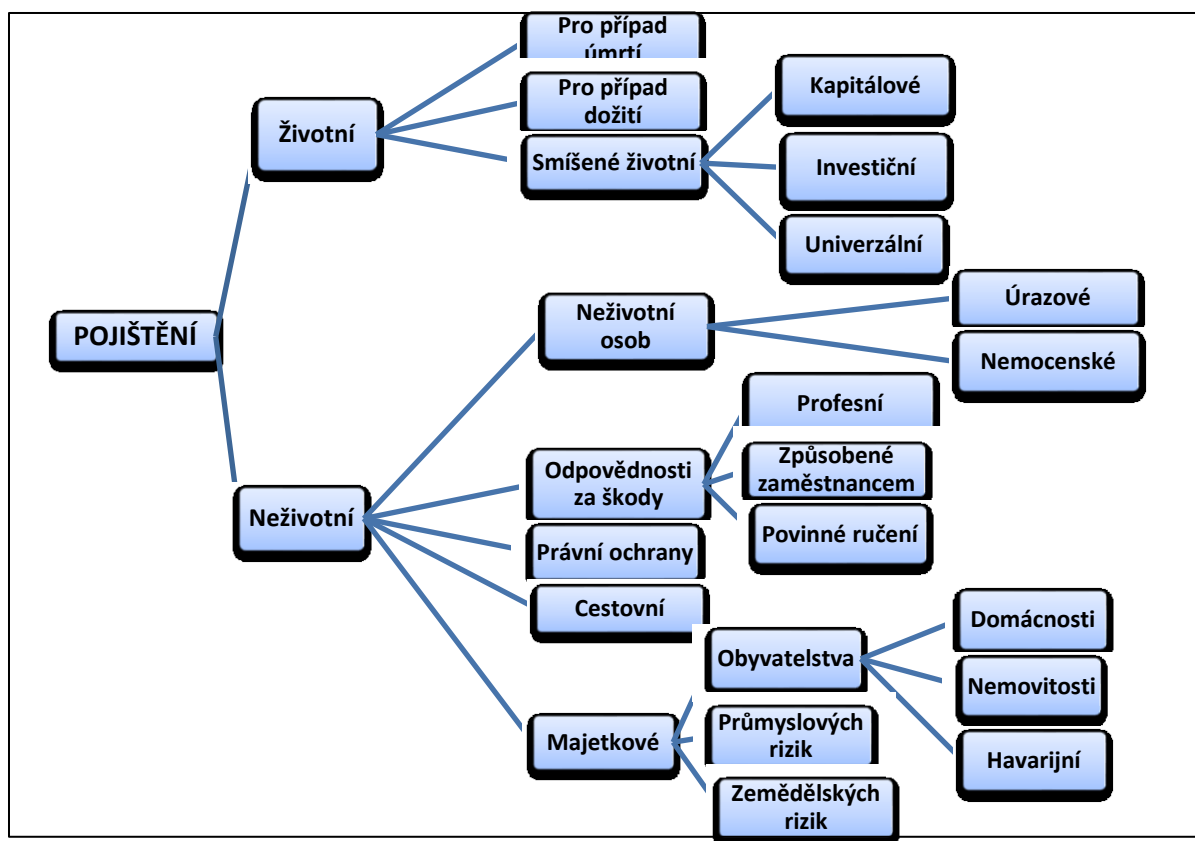 POJIŠTĚNÍ
Životní
Pro případ
úmrtí
Pro případ
dožití
Smíšené životní
Kapitálové
Investiční
Univerzální
Neživotní
Neživotní
osob
Úrazové
Nemocenské
Odpovědnosti
za škody
Profesní
Způsobené
zaměstnancem
Povinné ručení
Právní ochrany
Cestovní
Majetkové
Obyvatelstva
Domácnosti
Nemovitosti
Havarijní
Průmyslových
rizik
Zemědělských
rizik